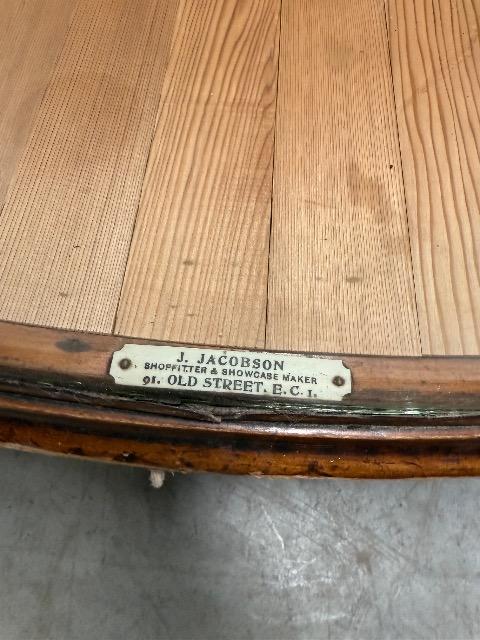 J. JACOBSON
SHOPFITTER & SHOWCASE MAKER
91. OLD STREET. E.C.1.